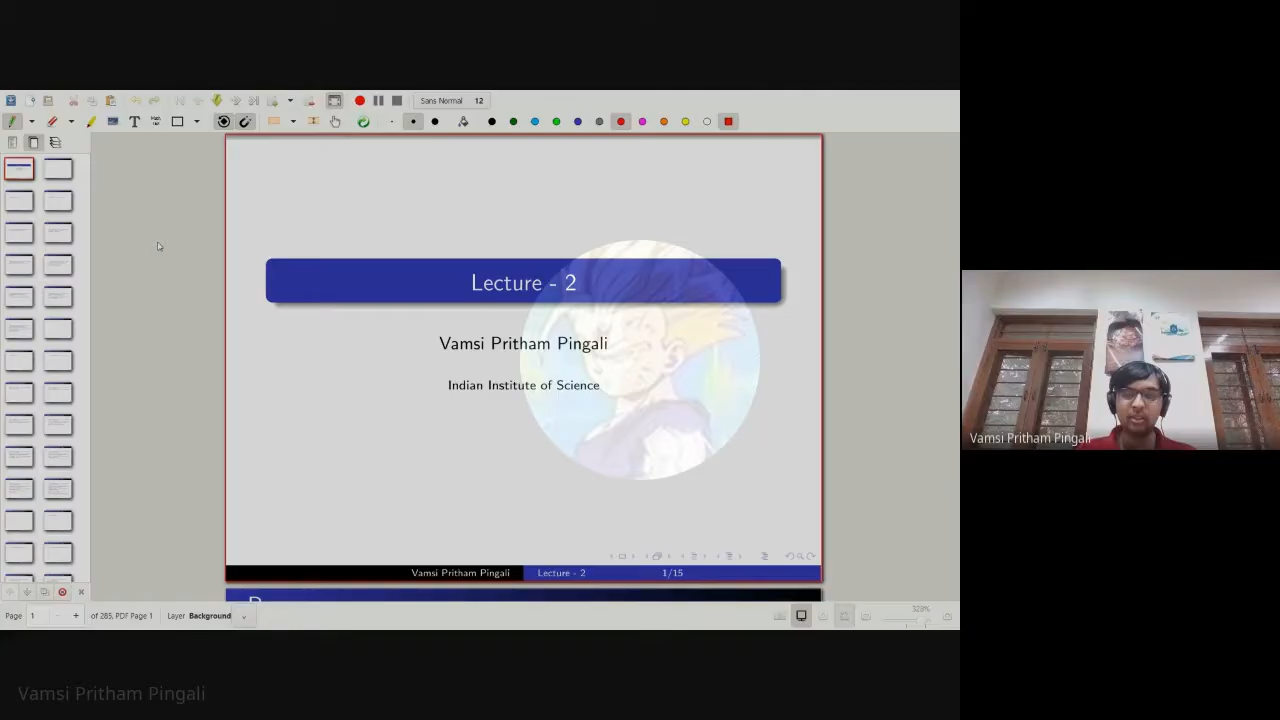 Sans Normal 12
Lecture - 2
Vamsi Pritham Pingali
Indian Institute of Science
Vamsi Pritham Pingali Lecture - 2 1/15
Page 1 of 285, PDF Page 1 Layer Background 328%
Vamsi Pritham Pingali
Vamsi Pritham Pingali